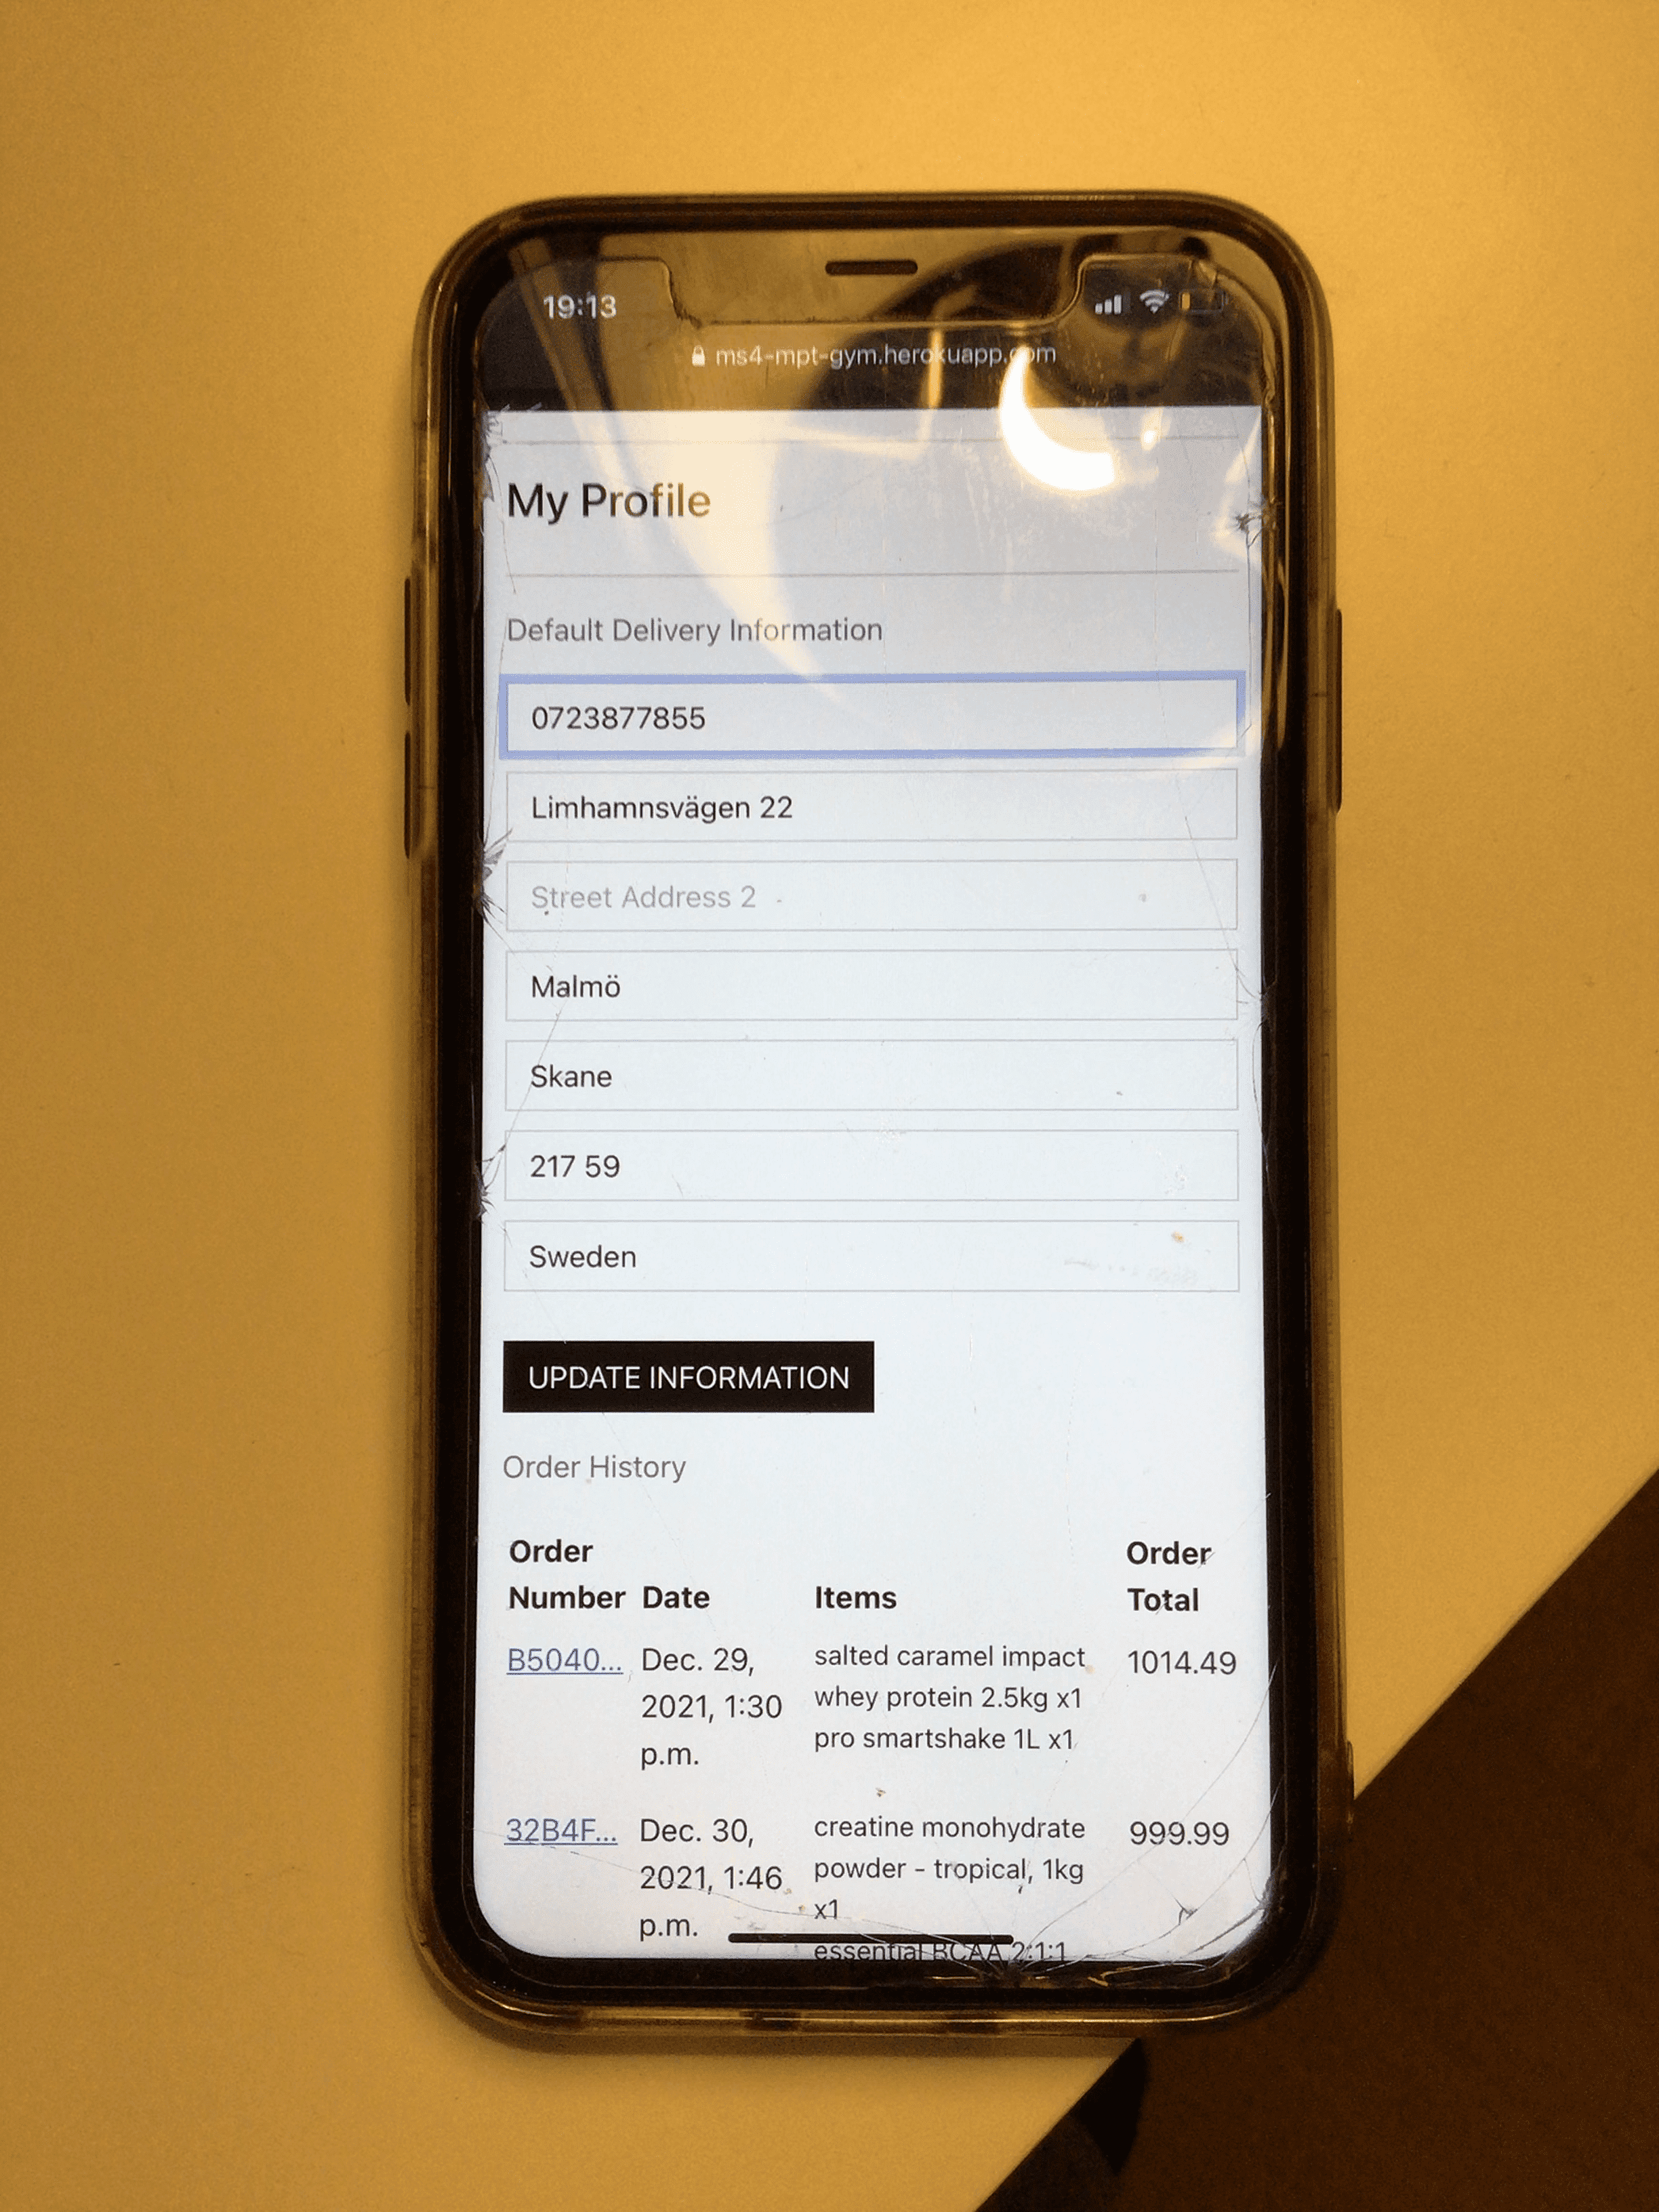 19:13
ms4-mpt-gym.herokuapp.com
My Profile
Default Delivery Information
0723877855
Limhamnsvägen 22
Street Address 2
Malmö
Skane
217 59
Sweden
UPDATE INFORMATION
Order History
Order Number Date Items Order Total
B5040... Dec. 29, 2021, 1:30 p.m. salted caramel impact whey protein 2.5kg x1 pro smartshake 1L x1 1014.49
32B4F... Dec. 30, 2021, 1:46 p.m. creatine monohydrate powder - tropical, 1kg x1 essential BCAA 2:1:1 999.99